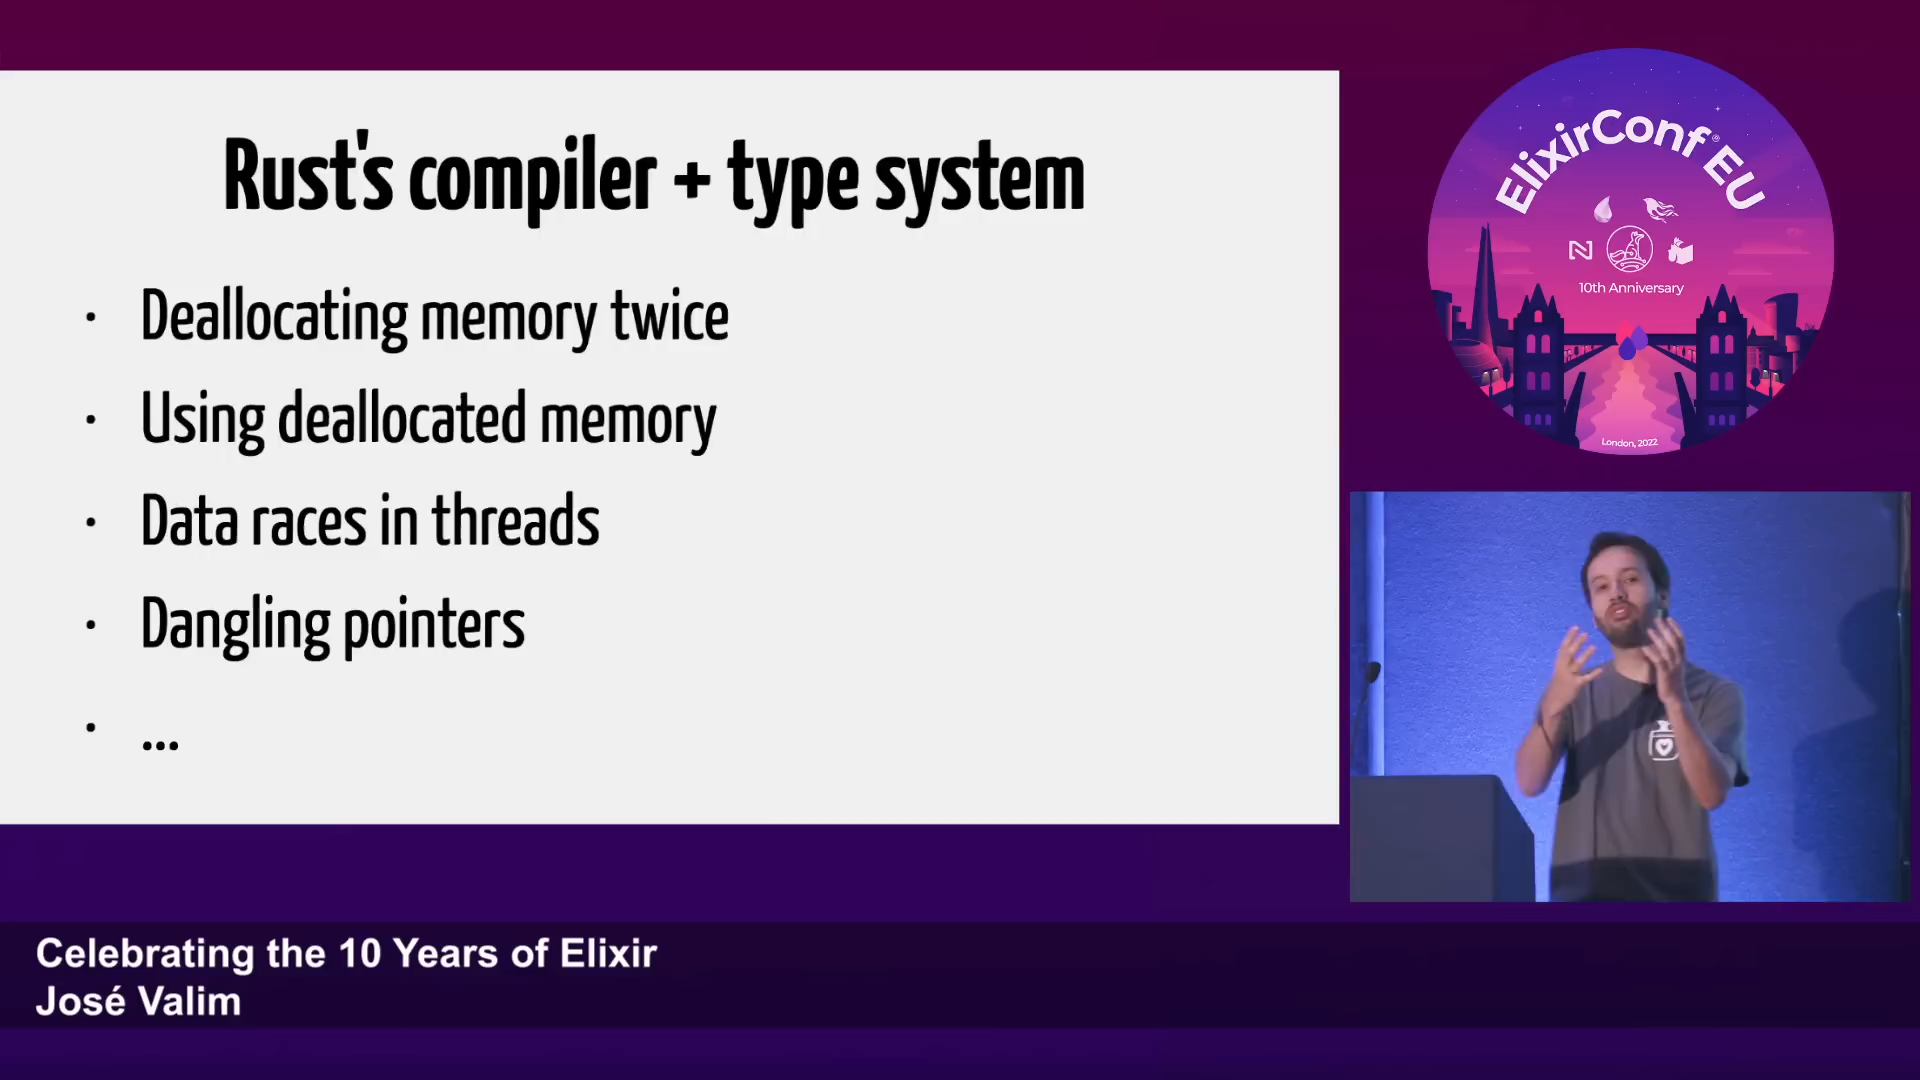 Rust's compiler + type system
· Deallocating memory twice
· Using deallocated memory
· Data races in threads
· Dangling pointers
· ...
ElixirConf® EU
10th Anniversary
London, 2022
Celebrating the 10 Years of Elixir
José Valim